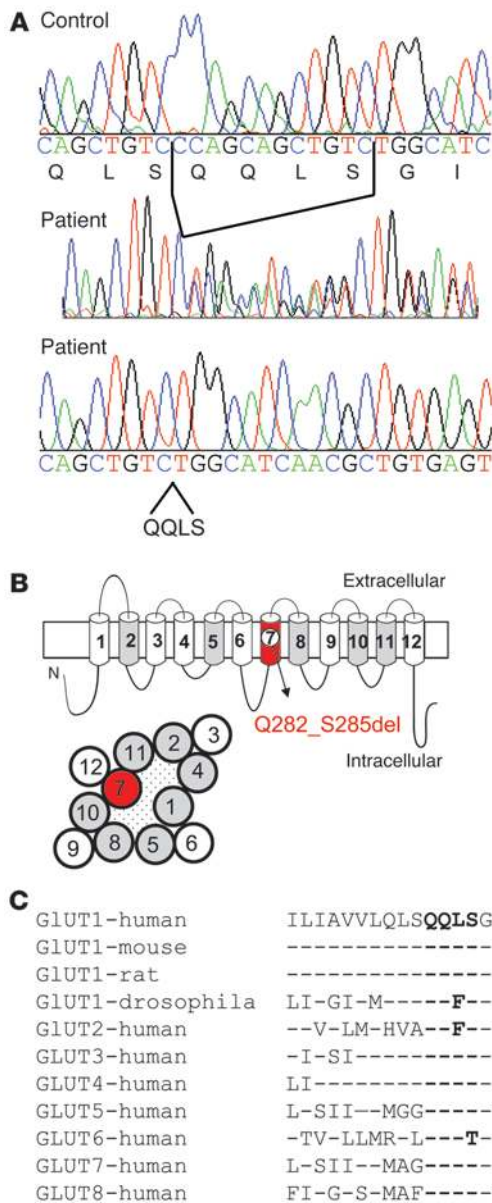 A
Control
CAGCTGTCCCAGCAGCTGTCTGGCATC
Q L S Q Q L S G I
Patient
Patient
CAGCTGTCTGGCATCAACGCTGTGAGT
QQLS
B
Extracellular
1 2 3 4 5 6 7 8 9 10 11 12
N
Q282_S285del
Intracellular
11 2 3
12 7 4
10 1
9 8 5 6
C
GlUT1-human ILIAVVLQLSQQLSG
GlUT1-mouse ---------------
GlUT1-rat ---------------
GlUT1-drosophila LI-GI-M-----F--
GlUT2-human --V-LM-HVA--F--
GLUT3-human -I-SI----------
GLUT4-human LI-------------
GLUT5-human L-SII--MGG-----
GLUT6-human -TV-LLMR-L---T-
GLUT7-human L-SII--MAG-----
GLUT8-human FI-G-S-MAF-----